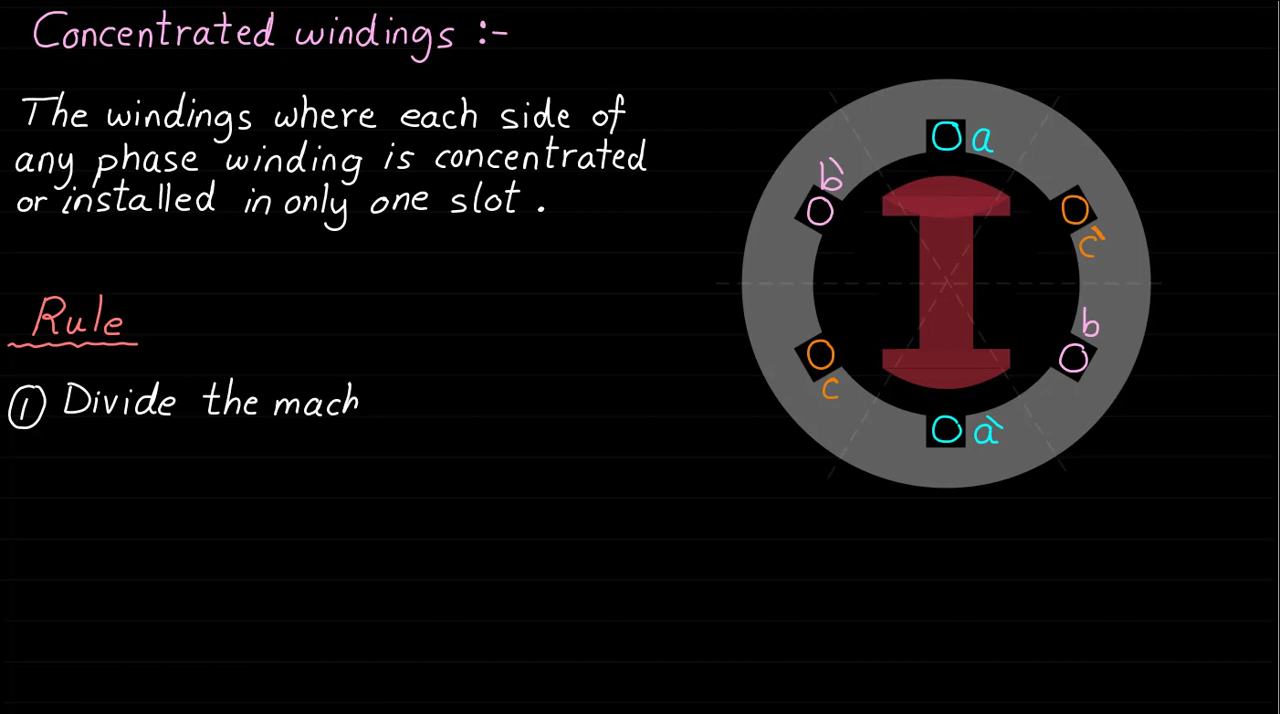 Concentrated windings :-
The windings where each side of
any phase winding is concentrated
or installed in only one slot .
Rule
① Divide the mach
a
b`
c`
b
c
a`